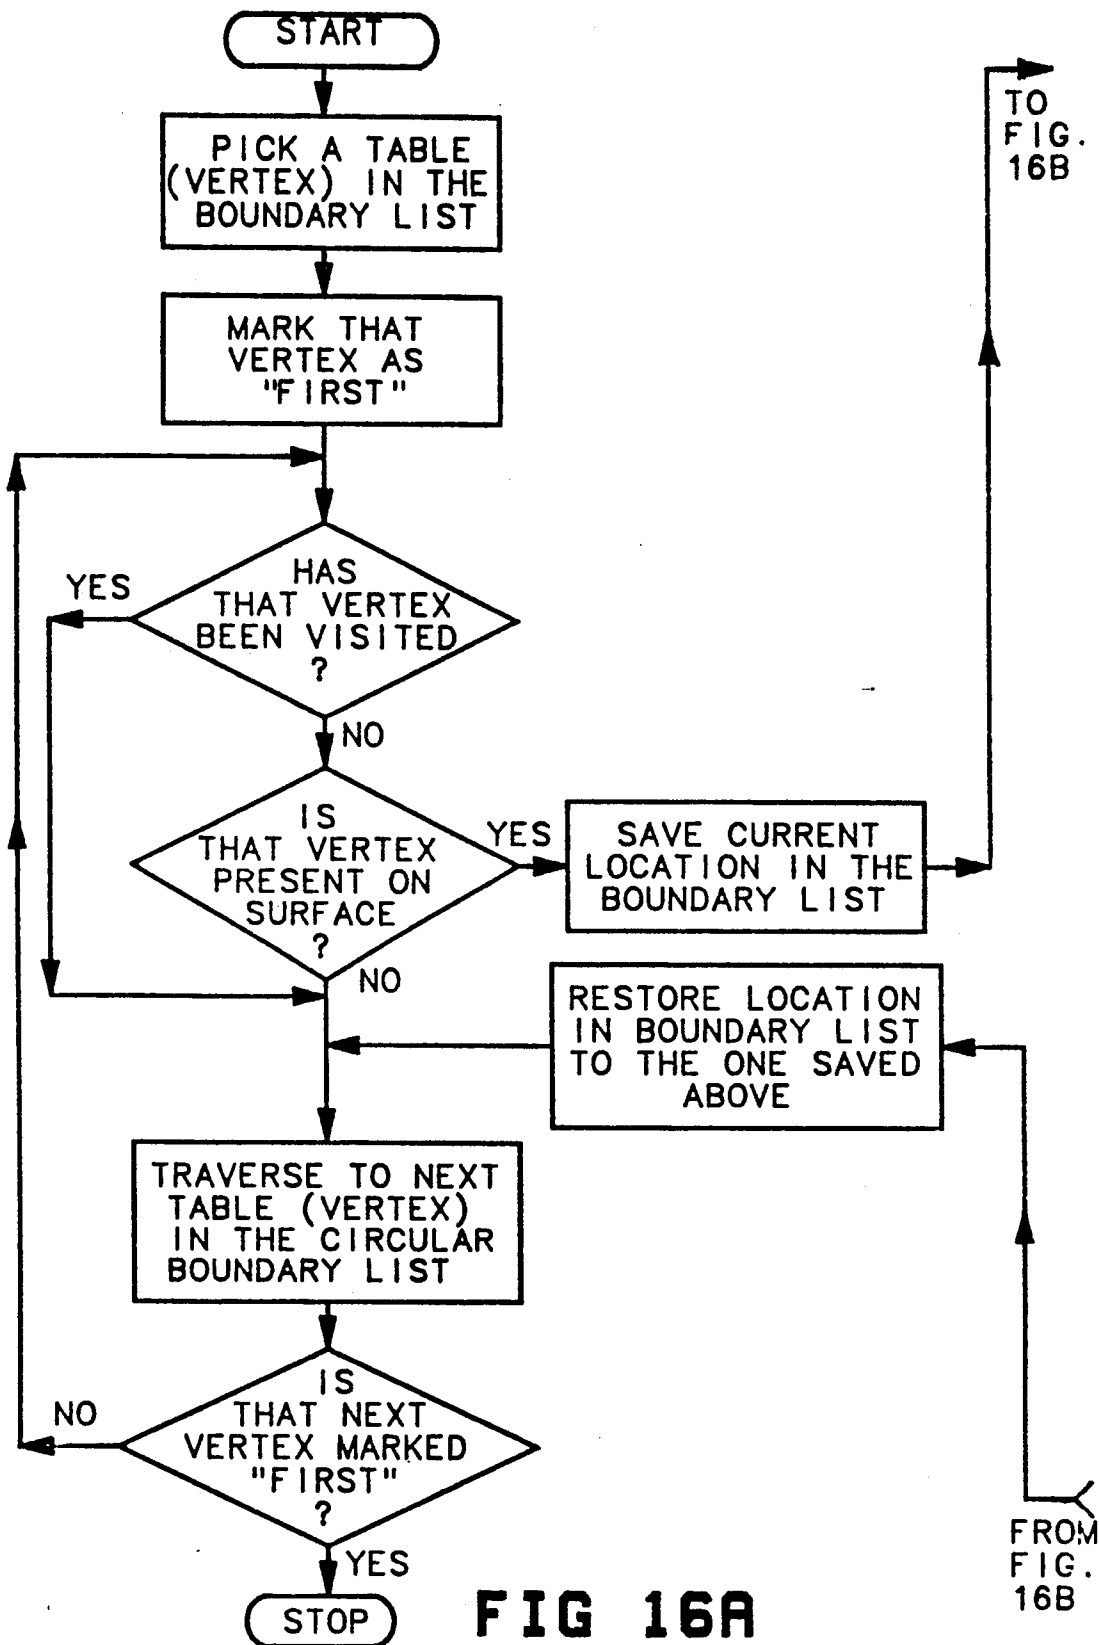 START
TO
FIG.
16B
PICK A TABLE
(VERTEX) IN THE
BOUNDARY LIST
MARK THAT
VERTEX AS
"FIRST"
YES
HAS
THAT VERTEX
BEEN VISITED
?
NO
IS
THAT VERTEX
PRESENT ON
SURFACE
?
YES
SAVE CURRENT
LOCATION IN THE
BOUNDARY LIST
NO
RESTORE LOCATION
IN BOUNDARY LIST
TO THE ONE SAVED
ABOVE
TRAVERSE TO NEXT
TABLE (VERTEX)
IN THE CIRCULAR
BOUNDARY LIST
NO
IS
THAT NEXT
VERTEX MARKED
"FIRST"
?
FROM
FIG.
16B
YES
STOP
FIG 16A